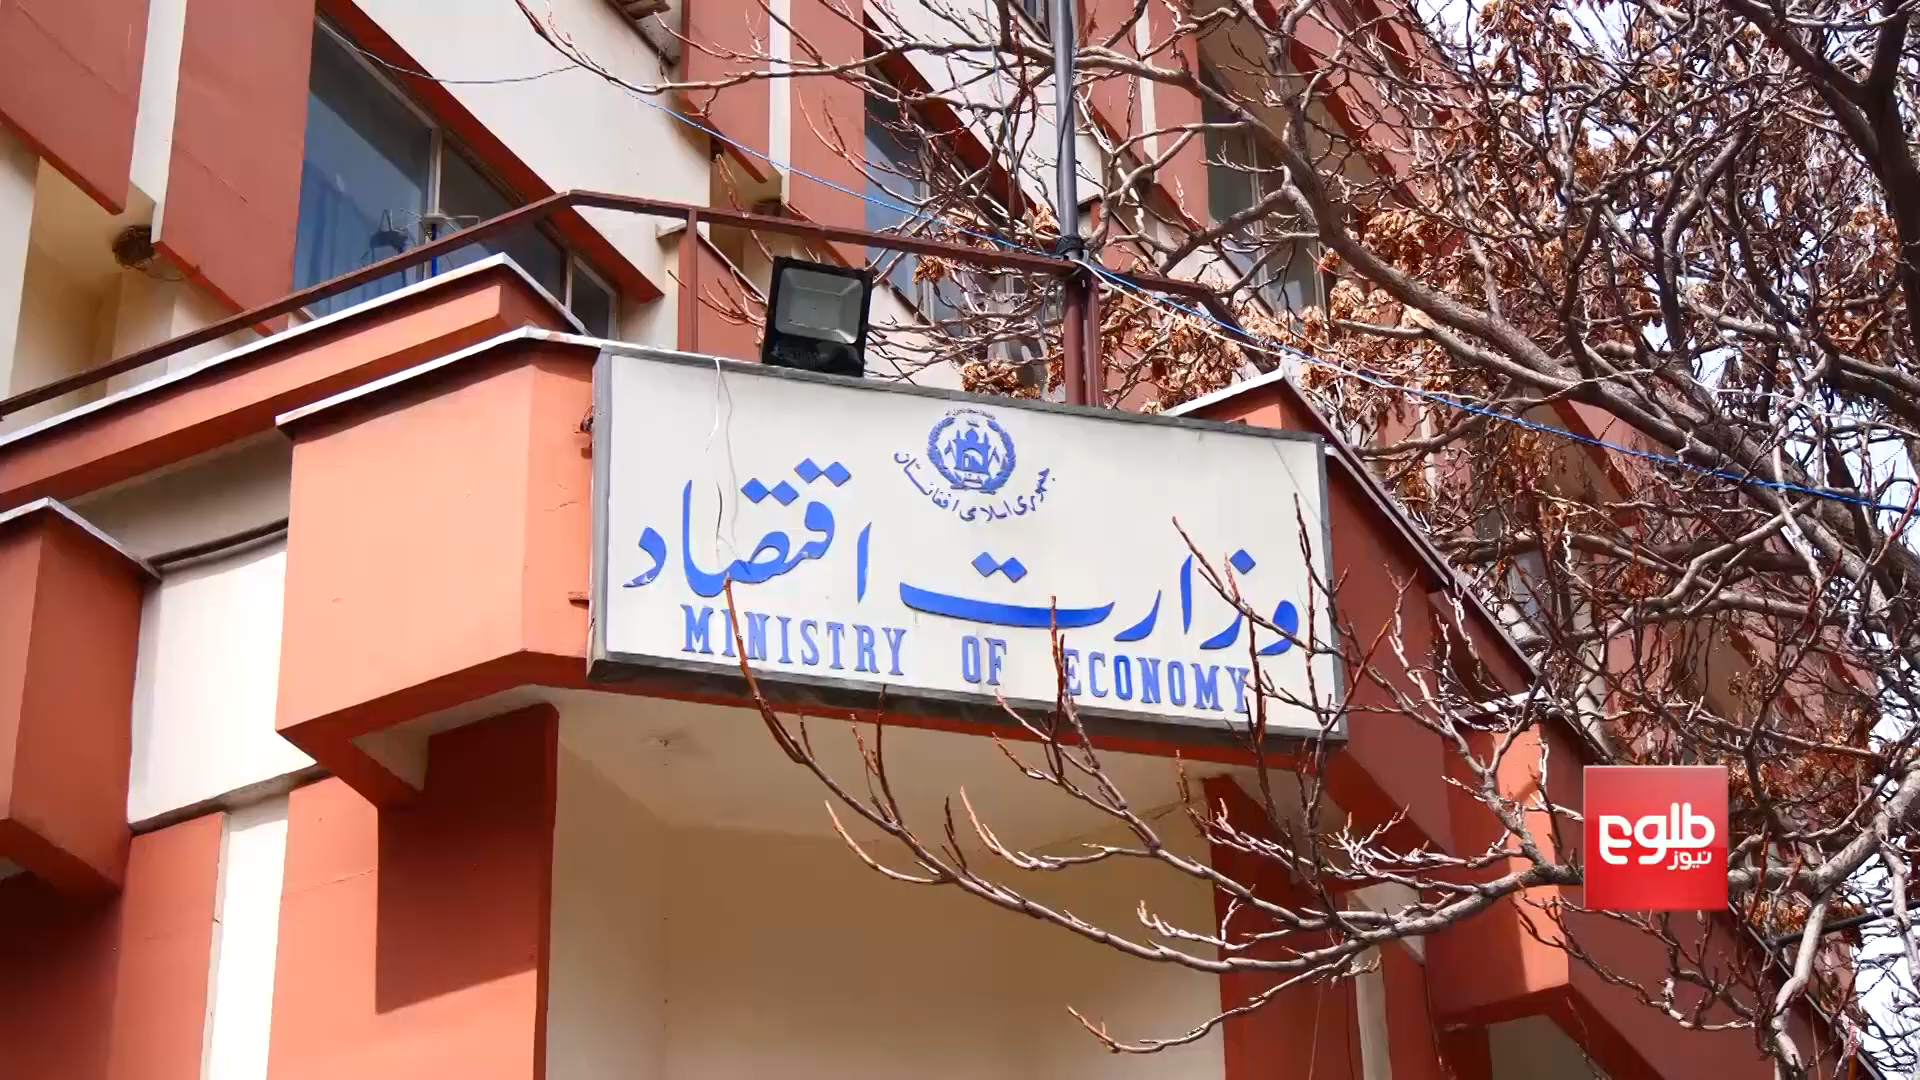 جمهوری اسلامی افغانستان
وزارت اقتصاد
MINISTRY OF ECONOMY
طلوع
نیوز